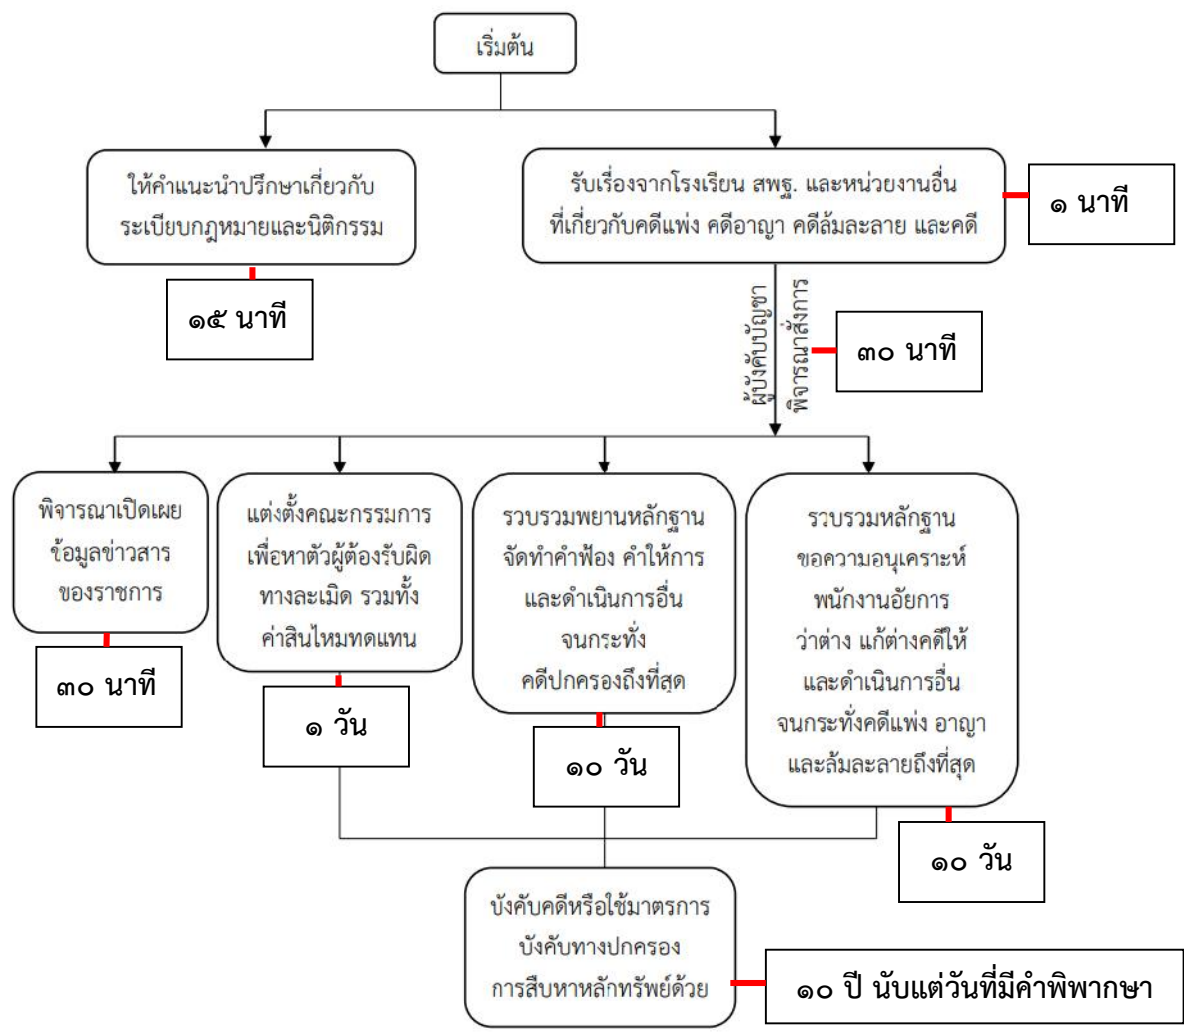 เริ่มต้น
ให้คำแนะนำปรึกษาเกี่ยวกับ
ระเบียบกฎหมายและนิติกรรม
๑๕ นาที
รับเรื่องจากโรงเรียน สพฐ. และหน่วยงานอื่น
ที่เกี่ยวกับคดีแพ่ง คดีอาญา คดีล้มละลาย และคดี
๑ นาที
ผู้บังคับบัญชา
พิจารณาสั่งการ
๓๐ นาที
พิจารณาเปิดเผย
ข้อมูลข่าวสาร
ของราชการ
๓๐ นาที
แต่งตั้งคณะกรรมการ
เพื่อหาตัวผู้ต้องรับผิด
ทางละเมิด รวมทั้ง
ค่าสินไหมทดแทน
๑ วัน
รวบรวมพยานหลักฐาน
จัดทำคำฟ้อง คำให้การ
และดำเนินการอื่น
จนกระทั่ง
คดีปกครองถึงที่สุด
๑๐ วัน
รวบรวมหลักฐาน
ขอความอนุเคราะห์
พนักงานอัยการ
ว่าต่าง แก้ต่างคดีให้
และดำเนินการอื่น
จนกระทั่งคดีแพ่ง อาญา
และล้มละลายถึงที่สุด
๑๐ วัน
บังคับคดีหรือใช้มาตรการ
บังคับทางปกครอง
การสืบหาหลักทรัพย์ด้วย
๑๐ ปี นับแต่วันที่มีคำพิพากษา